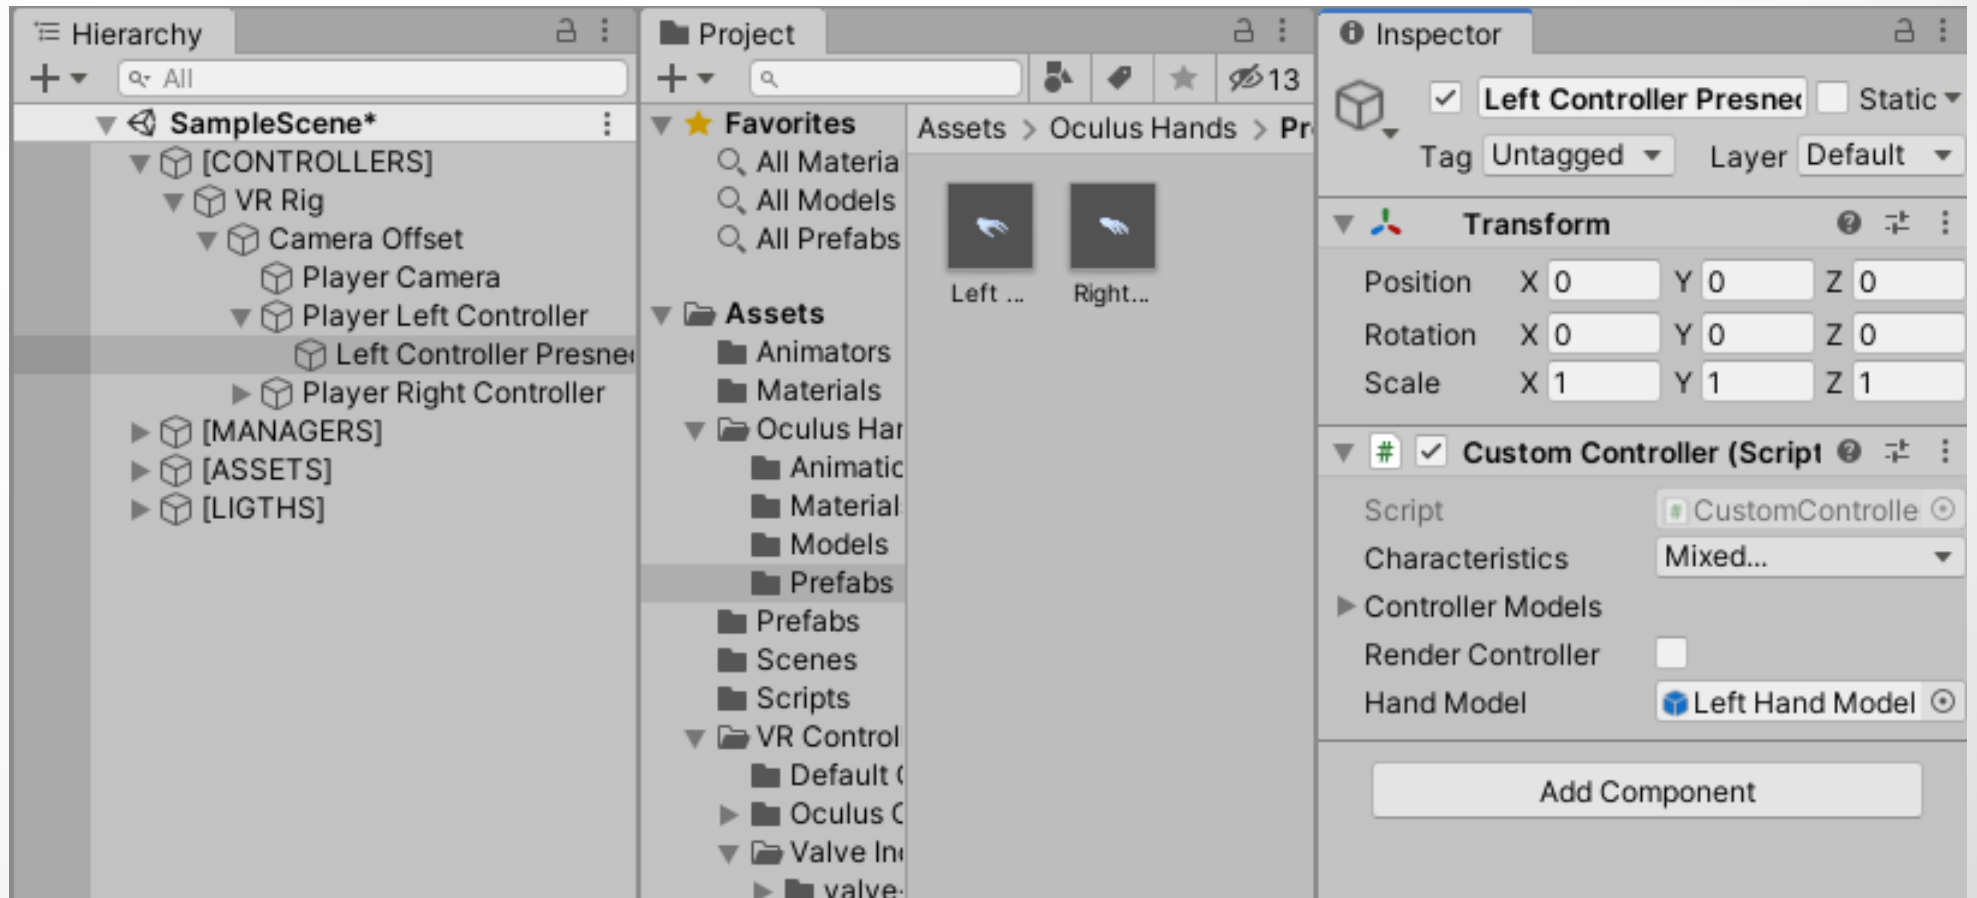 Hierarchy
All
SampleScene*
[CONTROLLERS]
VR Rig
Camera Offset
Player Camera
Player Left Controller
Left Controller Presne
Player Right Controller
[MANAGERS]
[ASSETS]
[LIGTHS]
Project
13
Favorites
All Materia
All Models
All Prefabs
Assets
Animators
Materials
Oculus Har
Animatic
Material
Models
Prefabs
Prefabs
Scenes
Scripts
VR Control
Default
Oculus
Valve In
valve
Assets > Oculus Hands > Pr
Left ... Right...
Inspector
Left Controller Presne Static
Tag Untagged Layer Default
Transform
Position X 0 Y 0 Z 0
Rotation X 0 Y 0 Z 0
Scale X 1 Y 1 Z 1
# Custom Controller (Script
Script # CustomControlle
Characteristics Mixed...
Controller Models
Render Controller
Hand Model Left Hand Model
Add Component